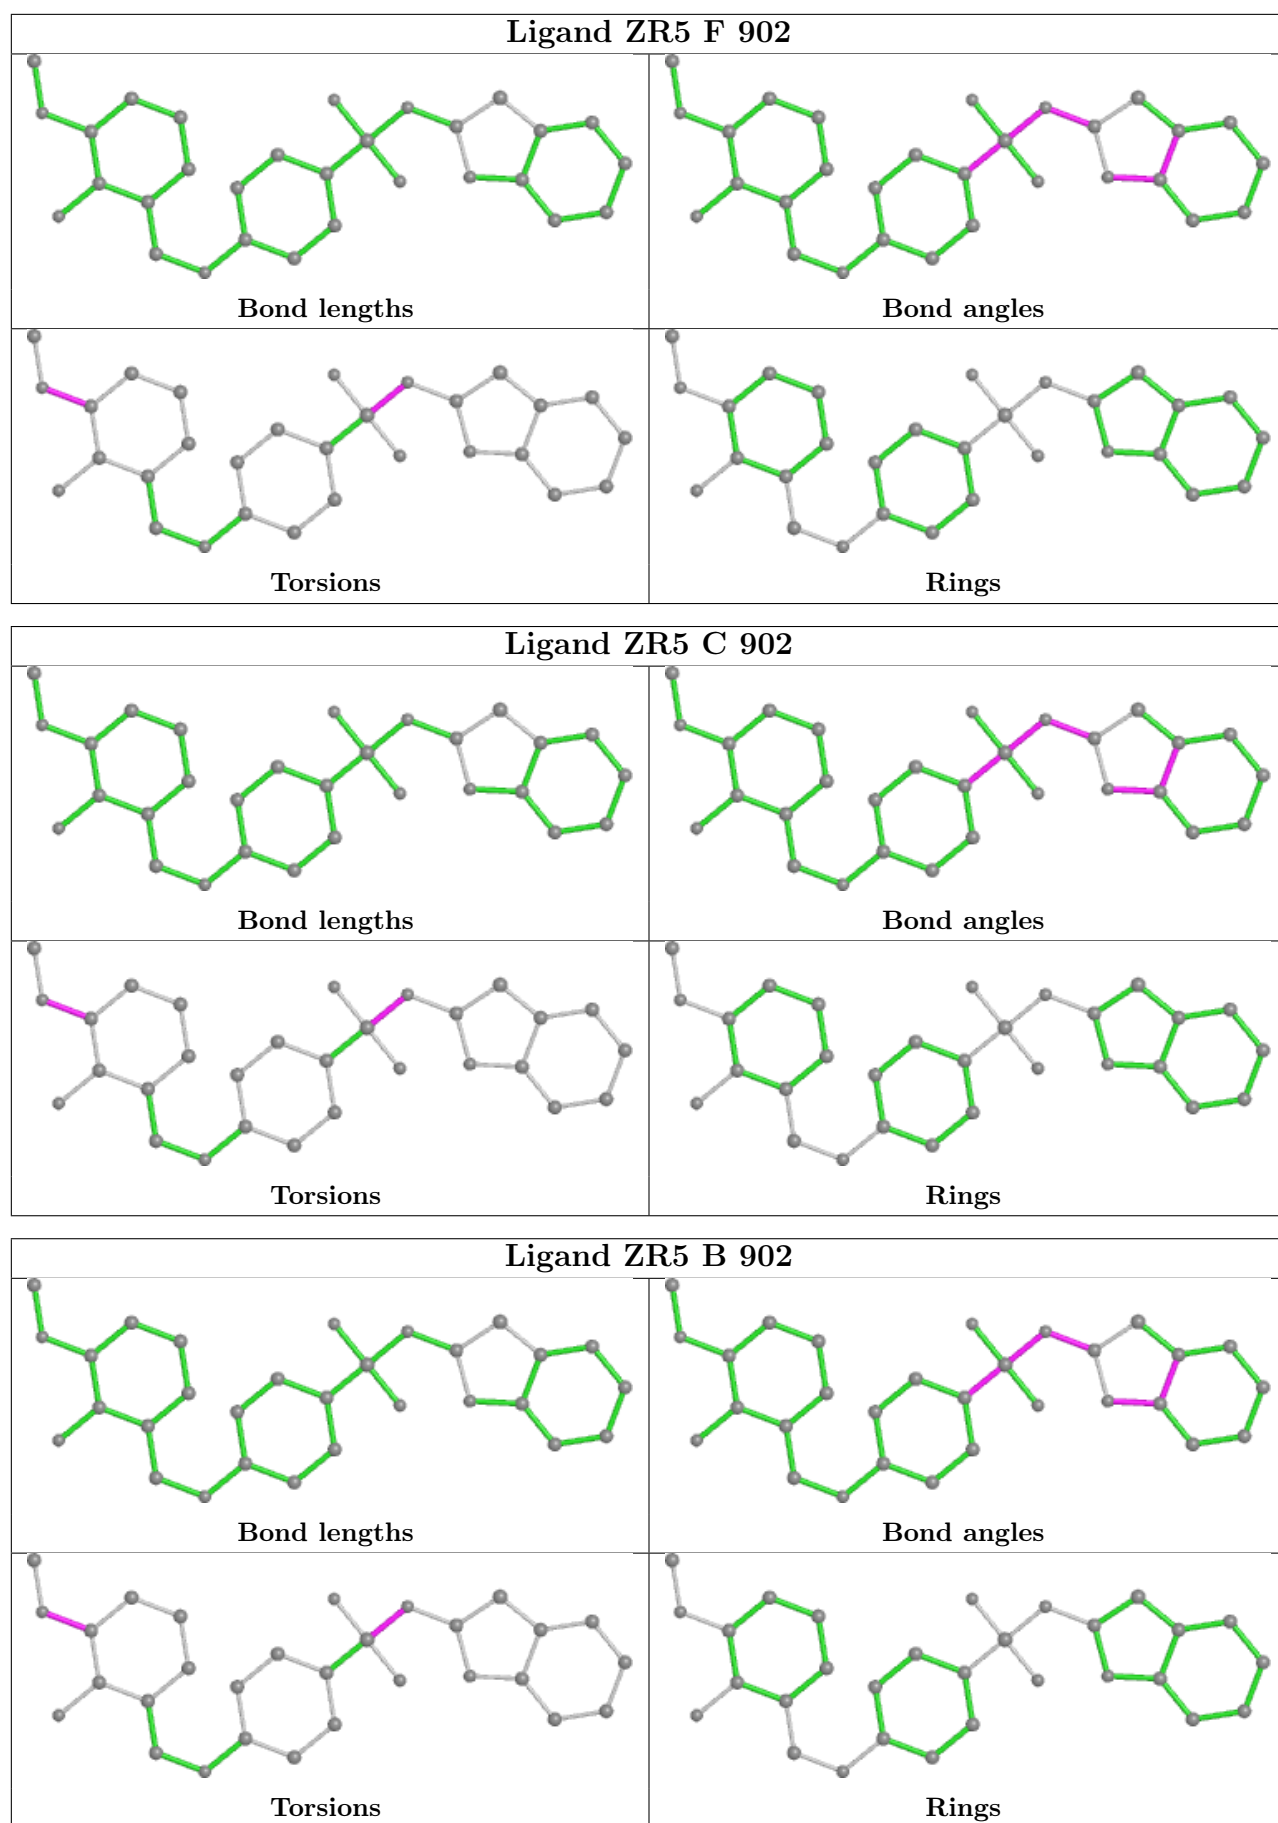 Ligand ZR5 F 902
Bond lengths
Bond angles
Torsions
Rings
Ligand ZR5 C 902
Bond lengths
Bond angles
Torsions
Rings
Ligand ZR5 B 902
Bond lengths
Bond angles
Torsions
Rings